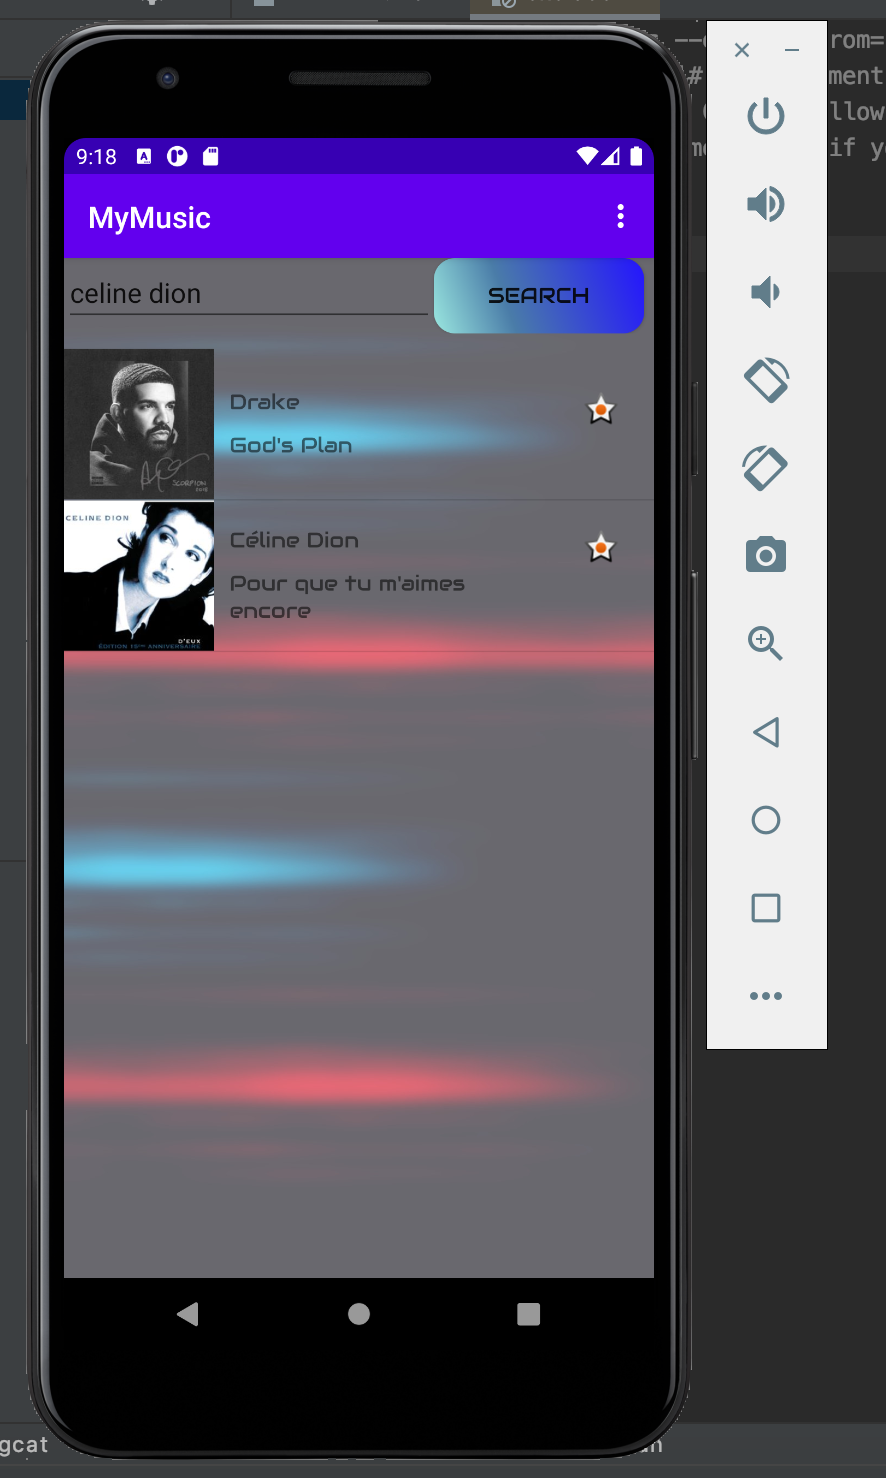 rom=
#
ment
llow
if y
9:18
MyMusic
celine dion
SEARCH
Drake
God's Plan
SCORPION
CELINE DION
Céline Dion
Pour que tu m'aimes
encore
D'EUX
ÉDITION 15ᵉᵐᵉ ANNIVERSAIRE
gcat